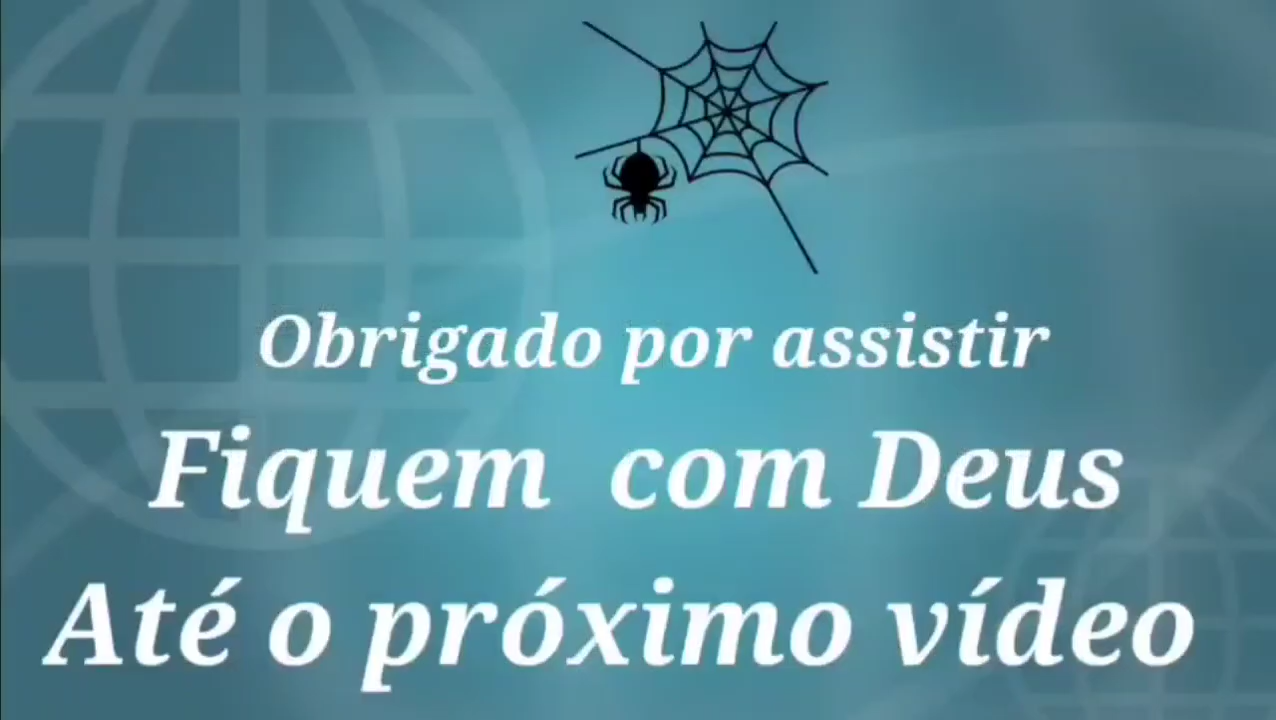 Obrigado por assistir
Fiquem com Deus
Até o próximo vídeo